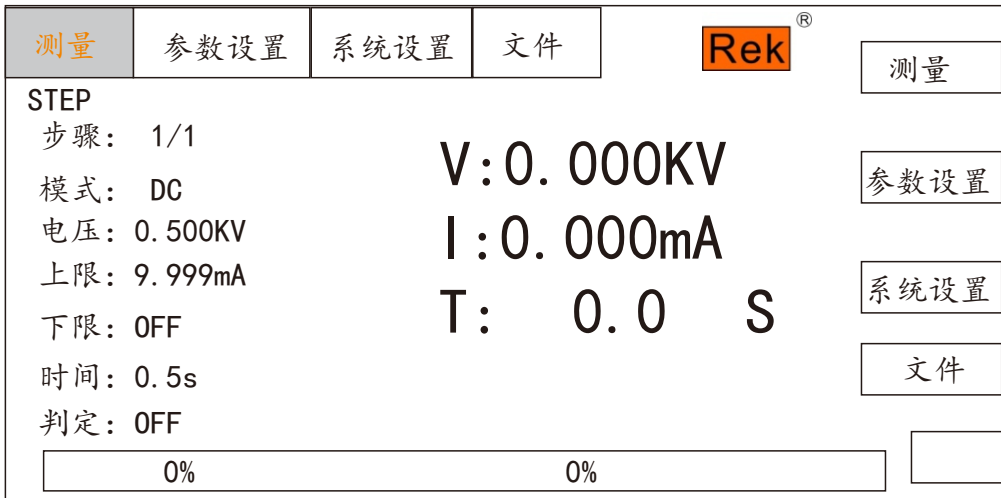 测量 参数设置 系统设置 文件 Rek®
测量
STEP
步骤: 1/1
V:0.000KV
模式: DC
参数设置
电压: 0.500KV
I:0.000mA
上限: 9.999mA
系统设置
T: 0.0 S
下限: OFF
文件
时间: 0.5s
判定: OFF
0% 0%